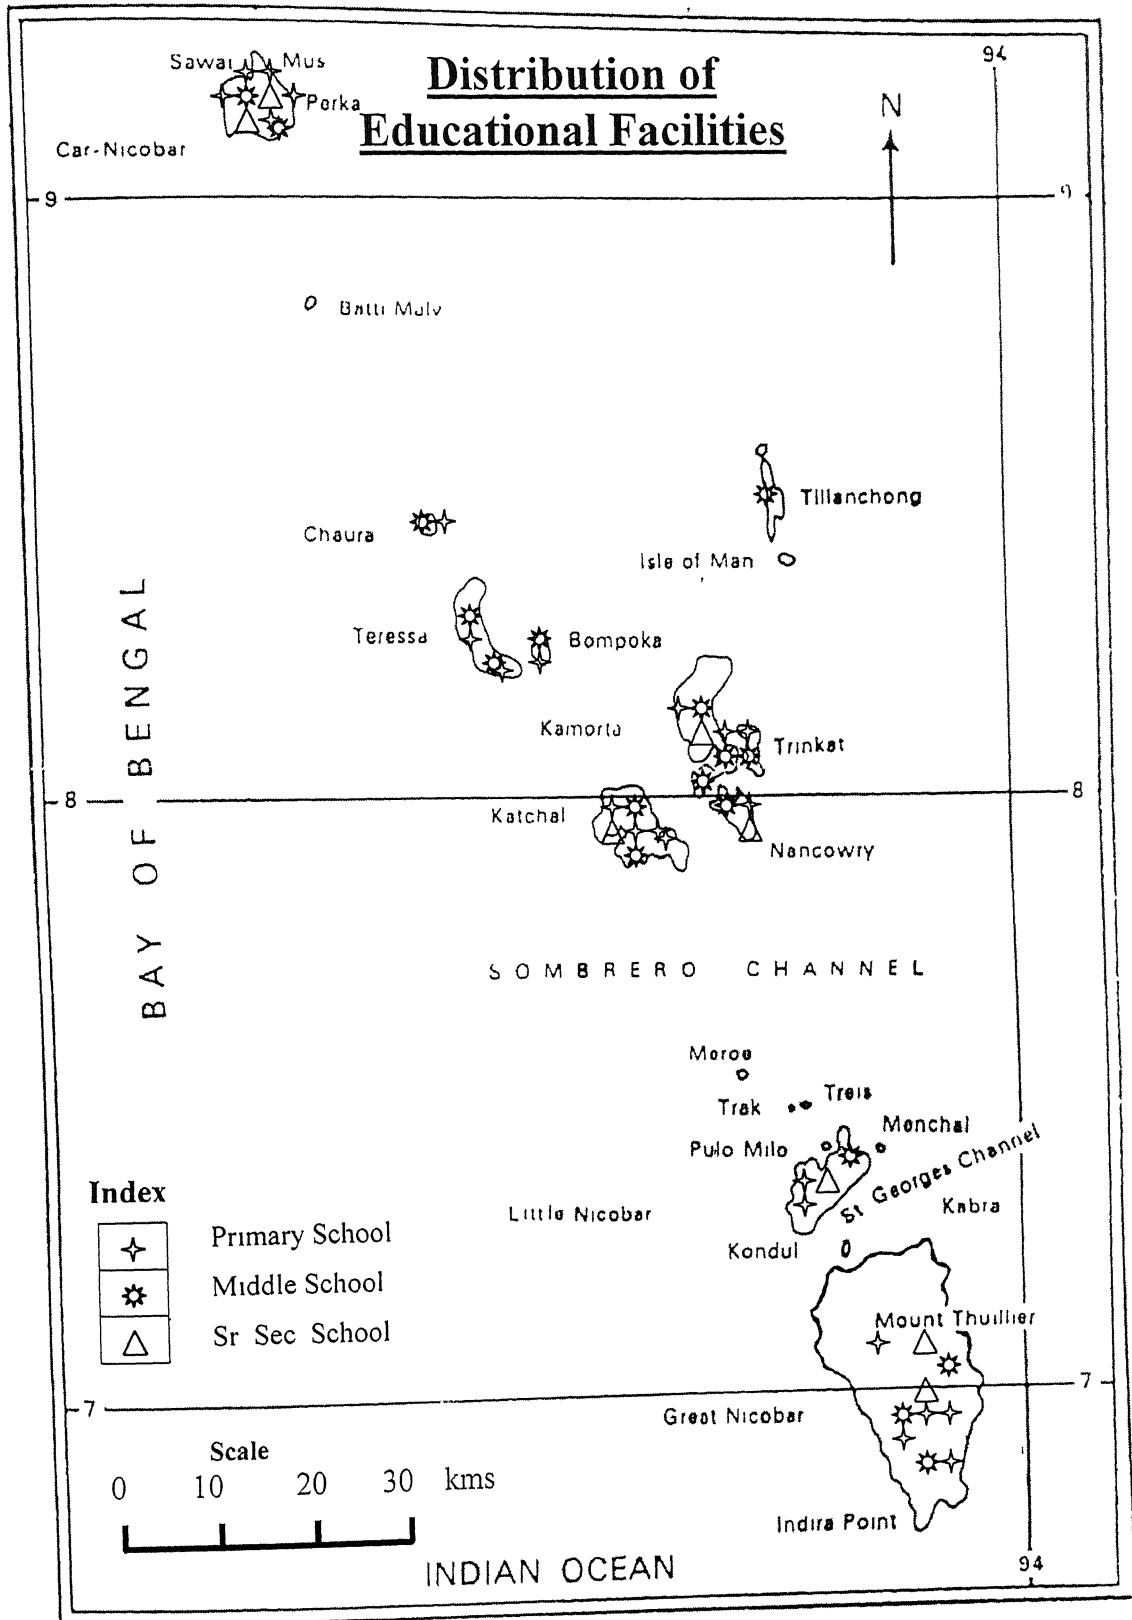 Distribution of
Educational Facilities
94
N
Sawai
Mus
Perka
Car-Nicobar
9
9
Batti Malv
Tillanchong
Chaura
Isle of Man
Teressa
Bompoka
Kamorta
Trinkat
BAY OF BENGAL
8
8
Katchal
Nancowry
SOMBRERO CHANNEL
Meroe
Treis
Trak
Menchal
Pulo Milo
St Georges Channel
Kabra
Little Nicobar
Kondul
Index
Primary School
Middle School
Sr Sec School
Mount Thuillier
7
7
Great Nicobar
Scale
0 10 20 30 kms
Indira Point
INDIAN OCEAN
94